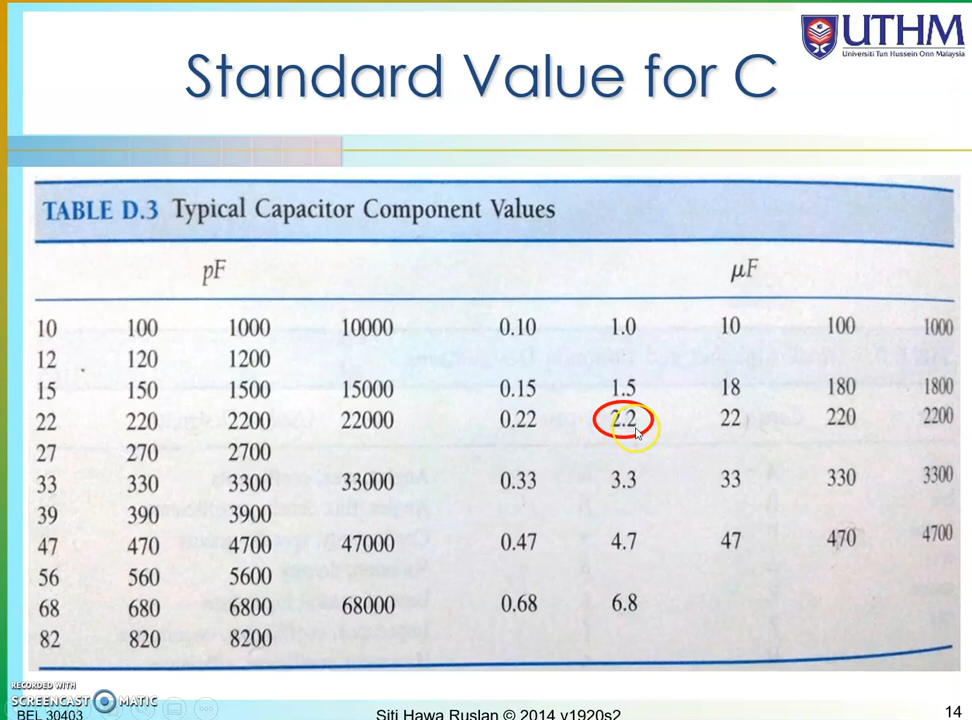 UTHM
Universiti Tun Hussein Onn Malaysia
Standard Value for C
TABLE D.3 Typical Capacitor Component Values
pF μF
10 100 1000 10000 0.10 1.0 10 100 1000
12 120 1200
15 150 1500 15000 0.15 1.5 18 180 1800
22 220 2200 22000 0.22 2.2 22 220 2200
27 270 2700
33 330 3300 33000 0.33 3.3 33 330 3300
39 390 3900
47 470 4700 47000 0.47 4.7 47 470 4700
56 560 5600
68 680 6800 68000 0.68 6.8
82 820 8200
RECORDED WITH
SCREENCAST MATIC
BEL 30403 Siti Hawa Ruslan © 2014 v1920s2 14